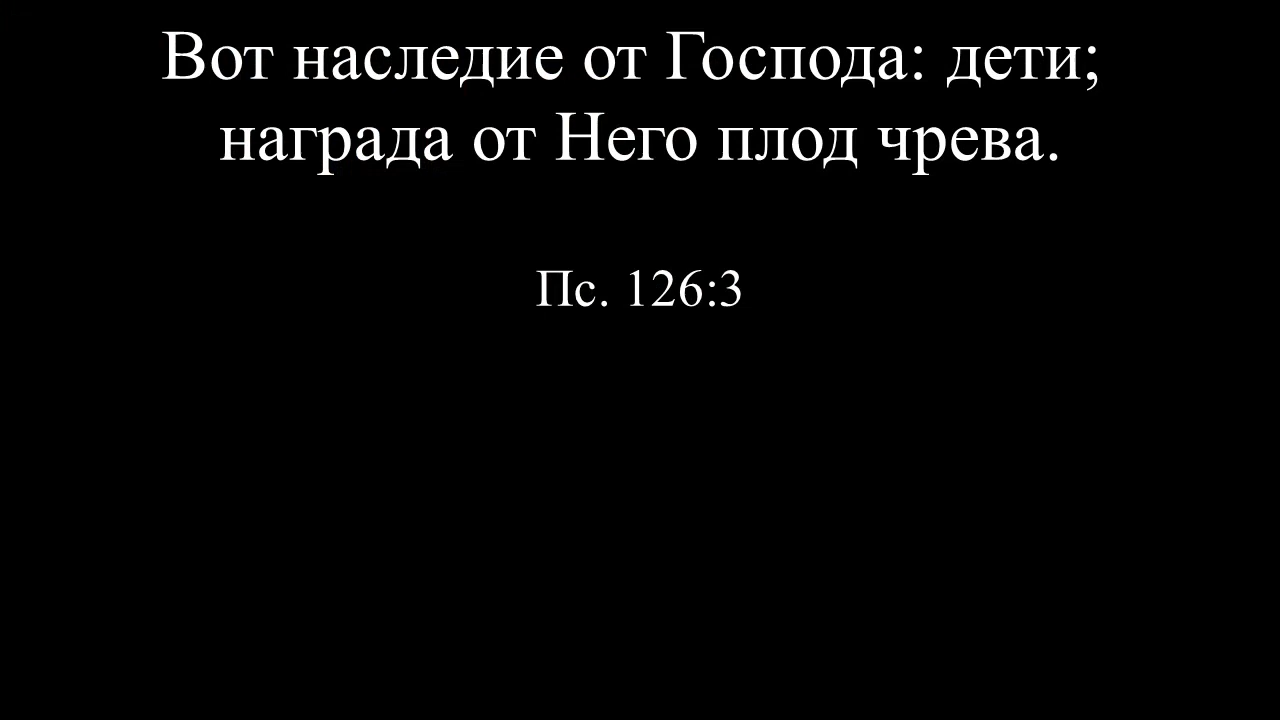 Вот наследие от Господа: дети;
награда от Него плод чрева.
Пс. 126:3